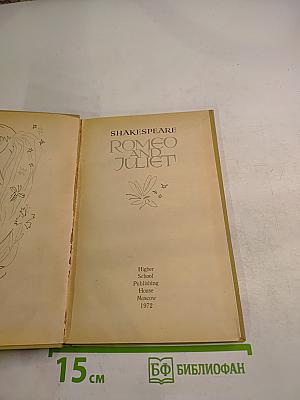 SHAKESPEARE
ROMEO
AND
JULIET
Higher
School
Publishing
House
Moscow
1972
15 см
БФ БИБЛИОФАН